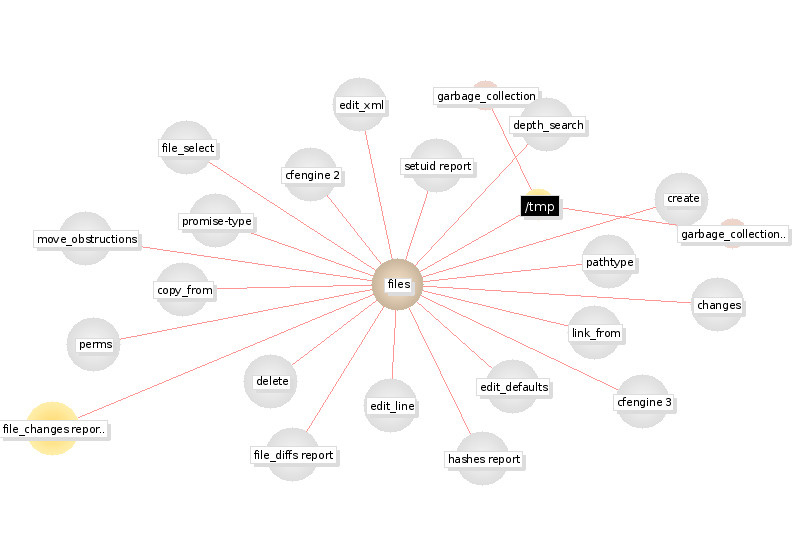 garbage_collection
edit_xml
depth_search
file_select
setuid report
cfengine 2
create
/tmp
promise-type
garbage_collection..
move_obstructions
pathtype
files
copy_from
changes
link_from
perms
delete
edit_defaults
cfengine 3
edit_line
file_changes repor..
file_diffs report
hashes report